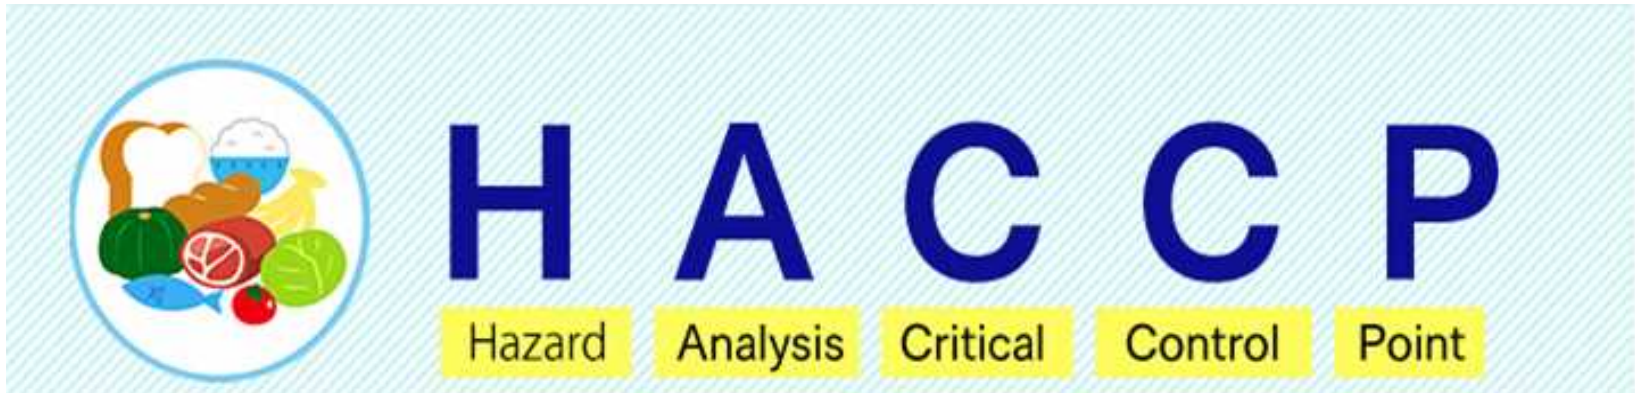 H A C C P
Hazard Analysis Critical Control Point